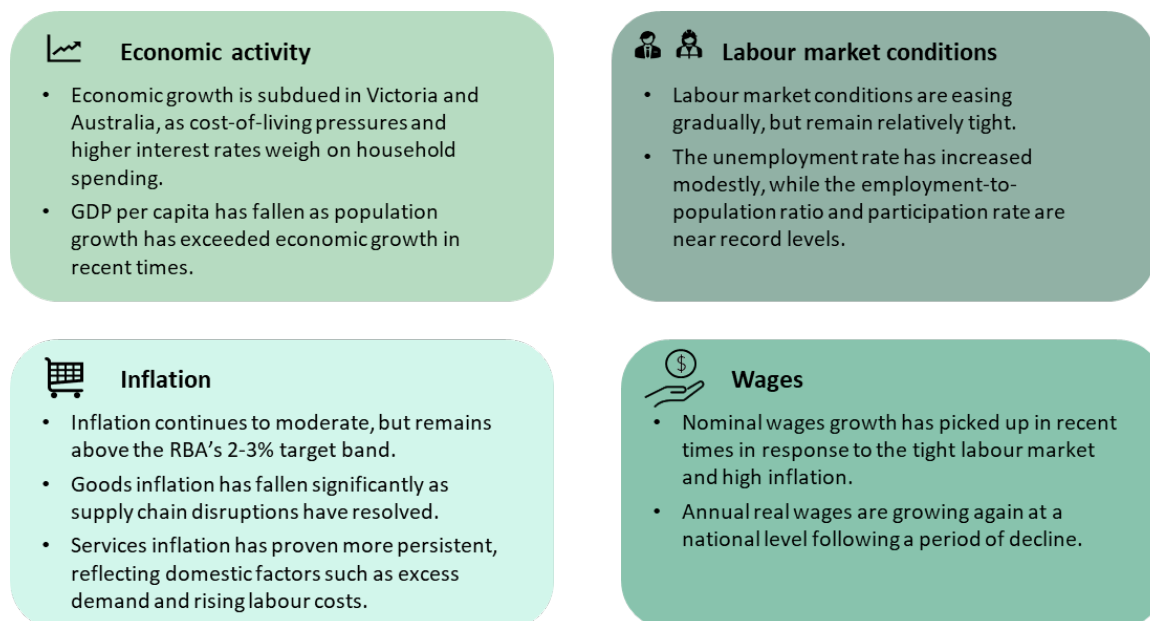 Economic activity
• Economic growth is subdued in Victoria and
Australia, as cost-of-living pressures and
higher interest rates weigh on household
spending.
• GDP per capita has fallen as population
growth has exceeded economic growth in
recent times.
Labour market conditions
• Labour market conditions are easing
gradually, but remain relatively tight.
• The unemployment rate has increased
modestly, while the employment-to-
population ratio and participation rate are
near record levels.
Inflation
• Inflation continues to moderate, but remains
above the RBA’s 2-3% target band.
• Goods inflation has fallen significantly as
supply chain disruptions have resolved.
• Services inflation has proven more persistent,
reflecting domestic factors such as excess
demand and rising labour costs.
$
Wages
• Nominal wages growth has picked up in recent
times in response to the tight labour market
and high inflation.
• Annual real wages are growing again at a
national level following a period of decline.